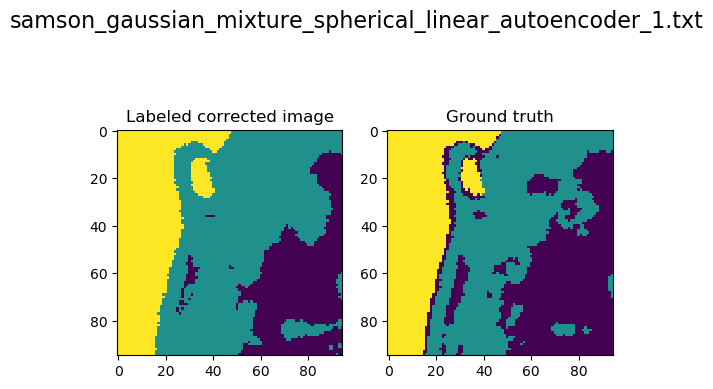 samson_gaussian_mixture_spherical_linear_autoencoder_1.txt
Labeled corrected image
Ground truth
0
20
40
60
80
0 20 40 60 80
0
20
40
60
80
0 20 40 60 80